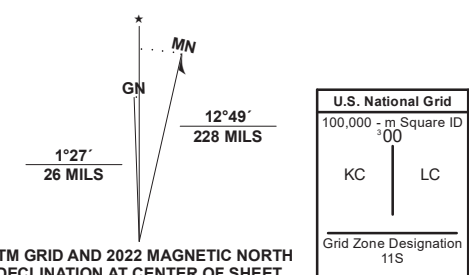 ★
MN
GN
12°49´
228 MILS
1°27´
26 MILS
TM GRID AND 2022 MAGNETIC NORTH
DECLINATION AT CENTER OF SHEET
U.S. National Grid
100,000 - m Square ID
³00
KC LC
Grid Zone Designation
11S